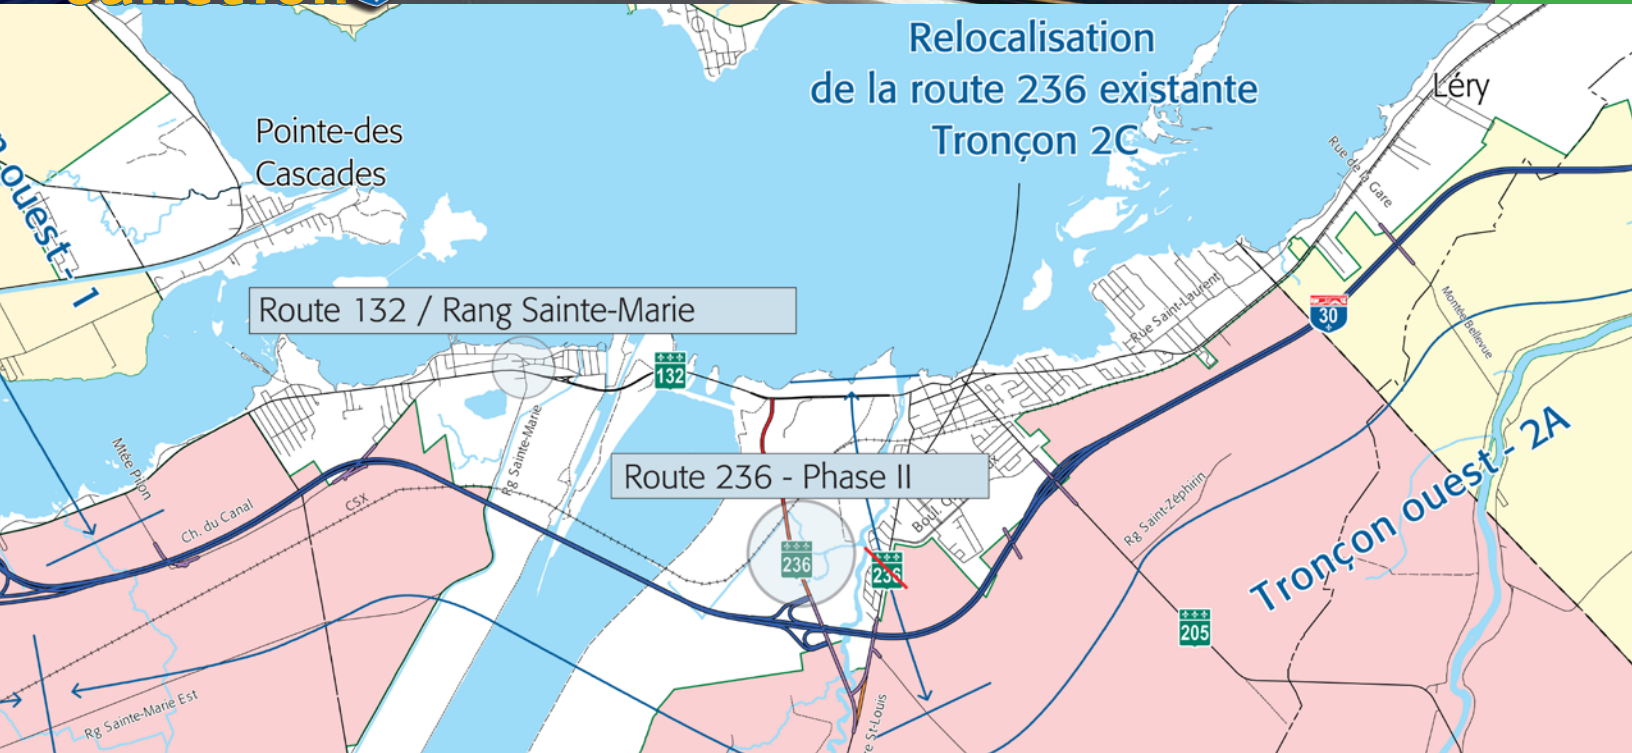 Relocalisation
de la route 236 existante
Tronçon 2C
Léry
Pointe-des
Cascades
Rue de la Gare
ouest - 1
Route 132 / Rang Sainte-Marie
132
Rue Saint-Laurent
30
Montée Bellevue
Mtée Pilon
Rg Sainte-Marie
Route 236 - Phase II
Tronçon ouest - 2A
Ch. du Canal
CSX
Boul.
Rg Saint-Zéphirin
236
236
205
Rg Sainte-Marie Est
St-Louis